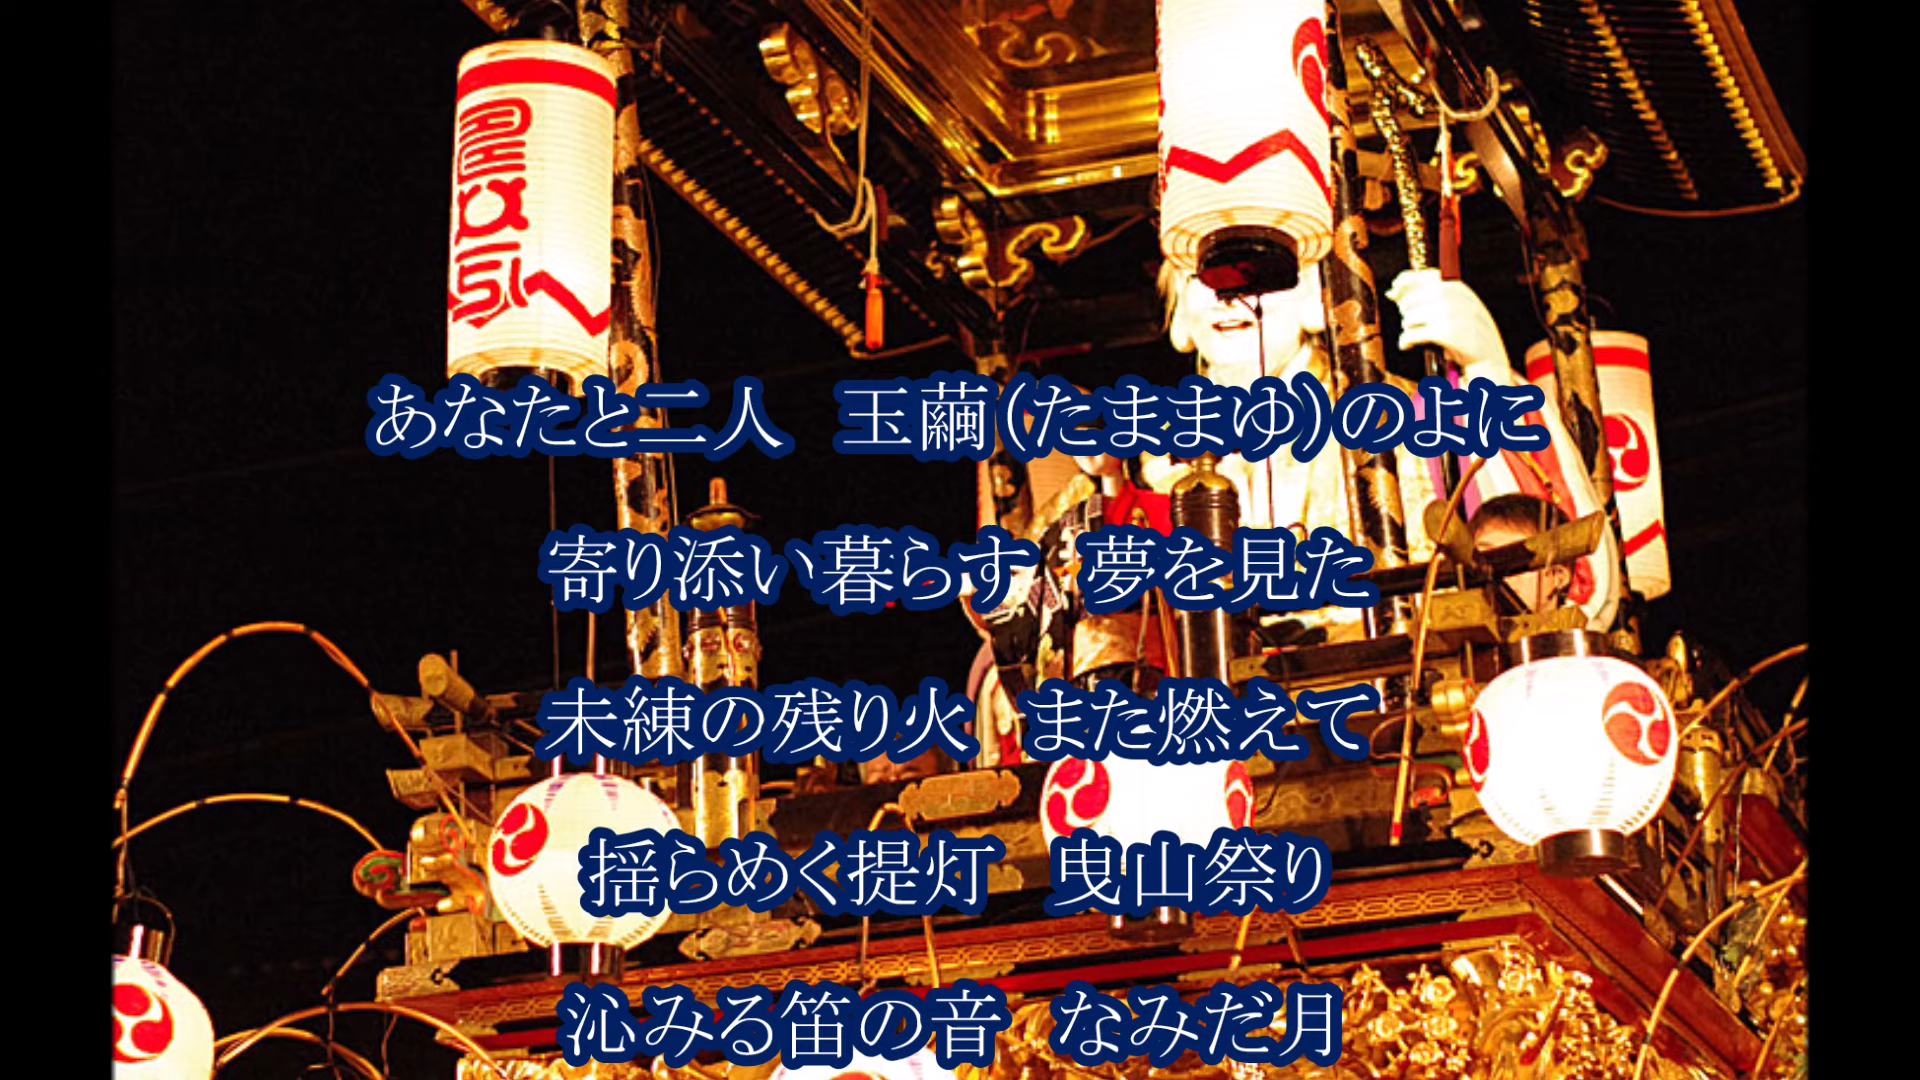 あなたと二人　玉繭（たままゆ）のよに
寄り添い暮らす　夢を見た
未練の残り火　また燃えて
揺らめく提灯　曳山祭り
沁みる笛の音　なみだ月